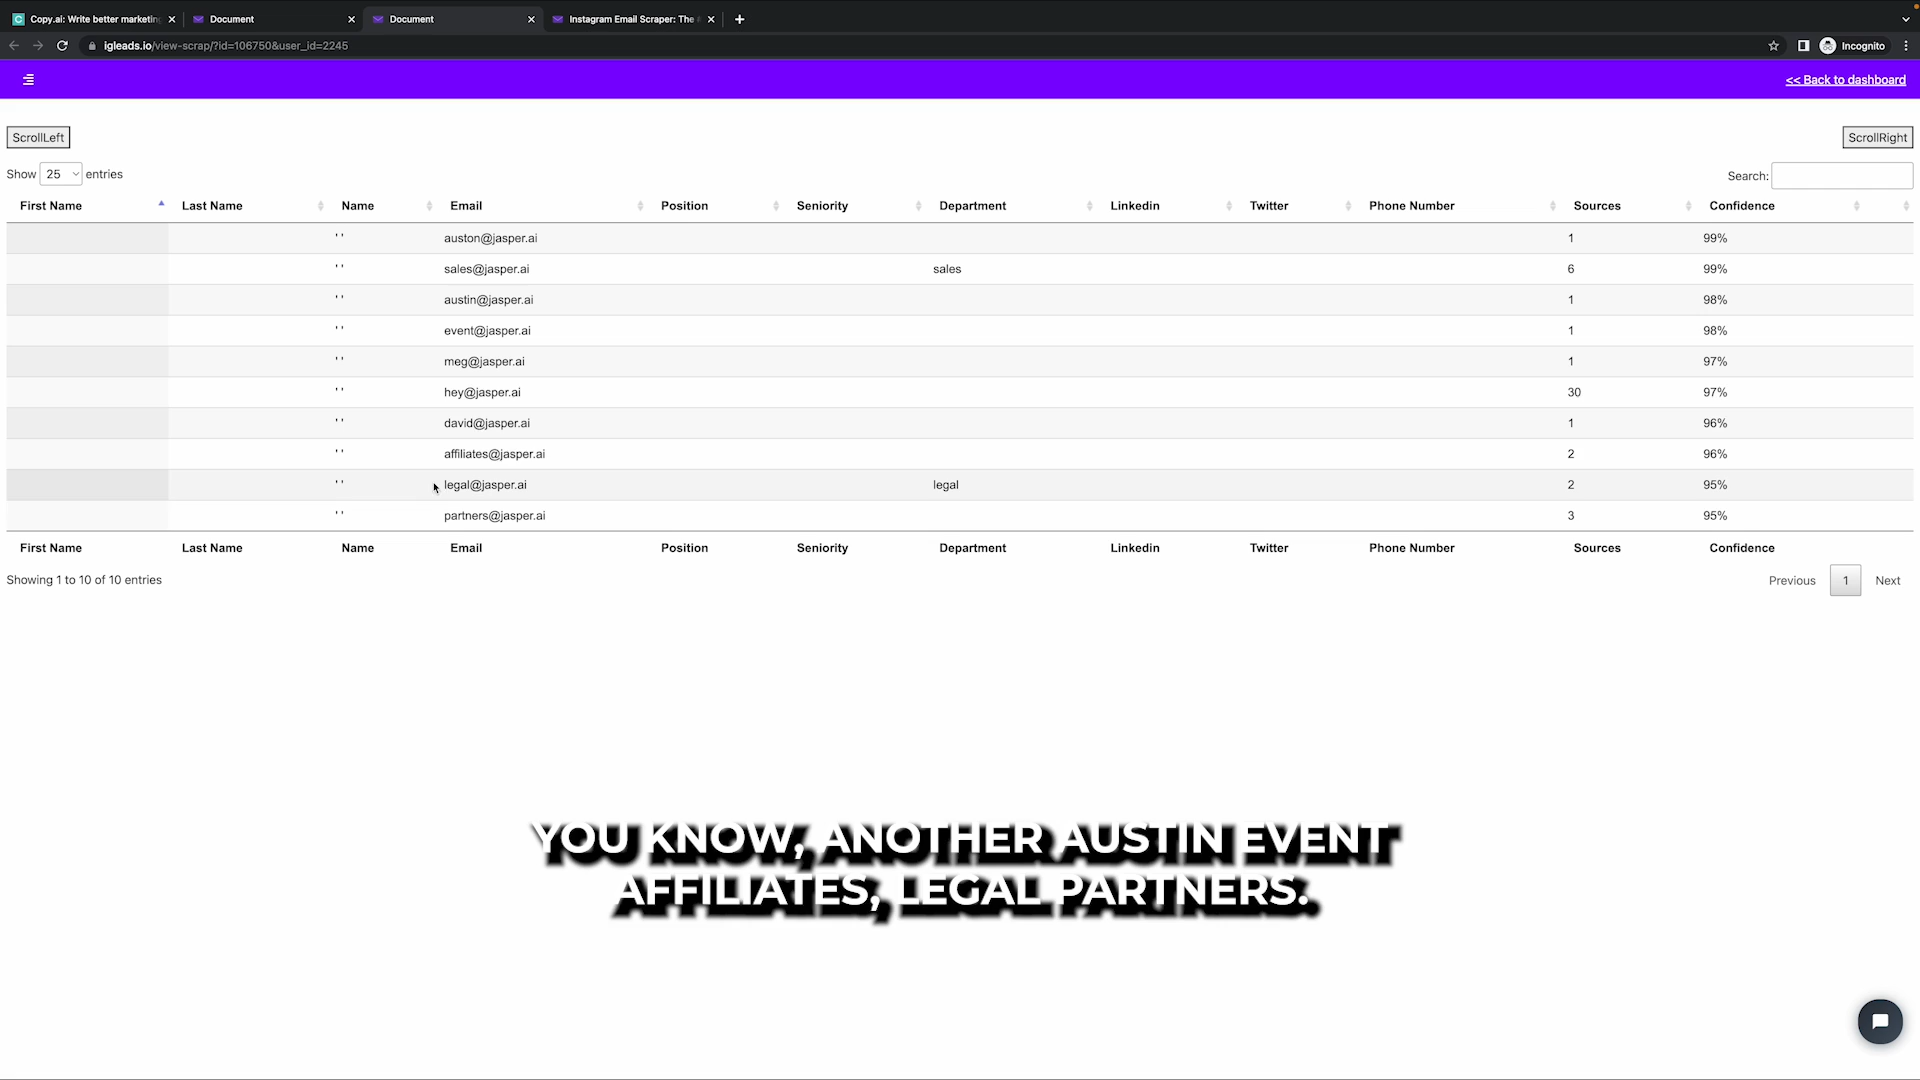 Copy.ai: Write better marketing
Document
Document
Instagram Email Scraper: The
igleads.io/view-scrap/?id=106750&user_id=2245
Incognito
<< Back to dashboard
ScrollLeft
ScrollRight
Show 25 entries
Search:
First Name Last Name Name Email Position Seniority Department Linkedin Twitter Phone Number Sources Confidence
' ' auston@jasper.ai 1 99%
' ' sales@jasper.ai sales 6 99%
' ' austin@jasper.ai 1 98%
' ' event@jasper.ai 1 98%
' ' meg@jasper.ai 1 97%
' ' hey@jasper.ai 30 97%
' ' david@jasper.ai 1 96%
' ' affiliates@jasper.ai 2 96%
' ' legal@jasper.ai legal 2 95%
' ' partners@jasper.ai 3 95%
First Name Last Name Name Email Position Seniority Department Linkedin Twitter Phone Number Sources Confidence
Showing 1 to 10 of 10 entries
Previous 1 Next
YOU KNOW, ANOTHER AUSTIN EVENT
AFFILIATES, LEGAL PARTNERS.